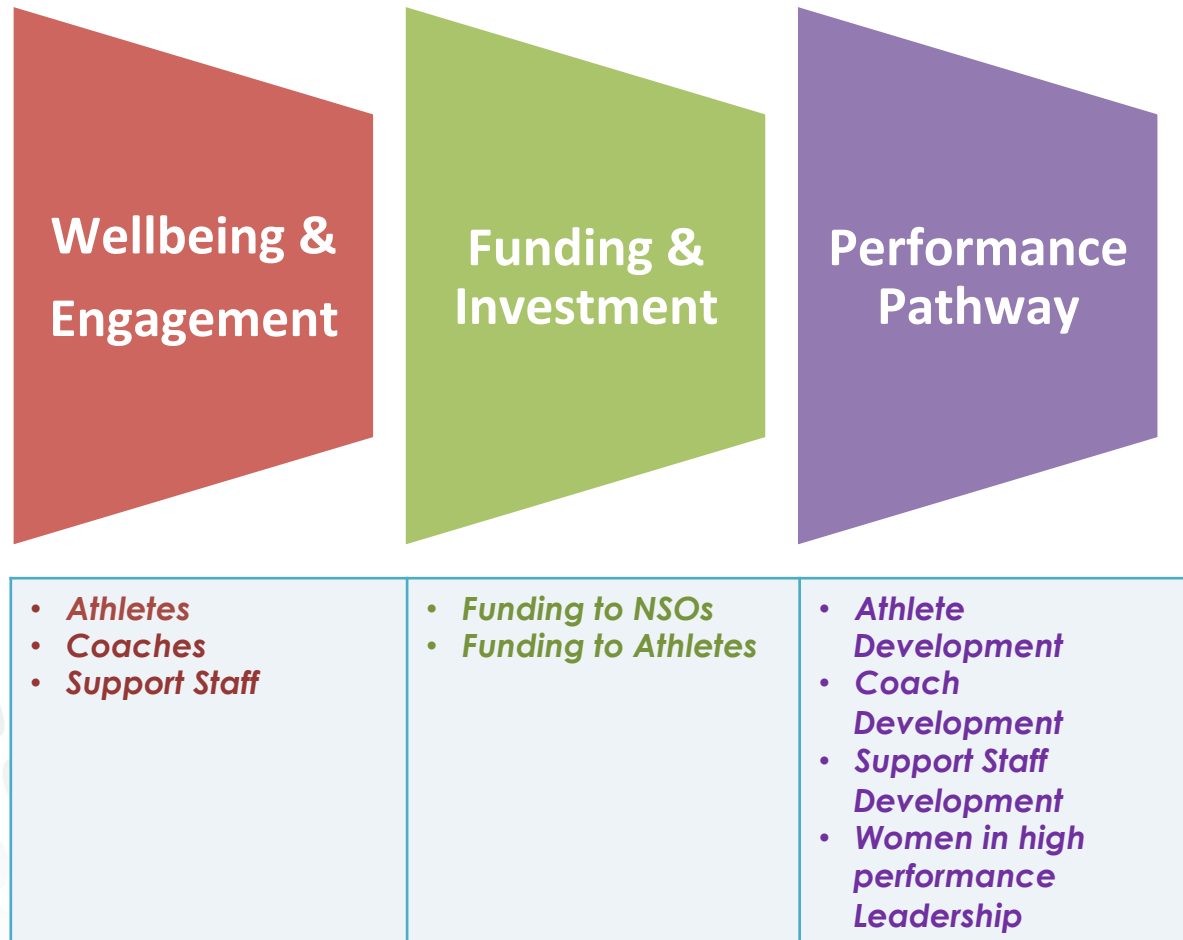 Wellbeing &
Engagement
Funding &
Investment
Performance
Pathway
• Athletes
• Coaches
• Support Staff
• Funding to NSOs
• Funding to Athletes
• Athlete
Development
• Coach
Development
• Support Staff
Development
• Women in high
performance
Leadership